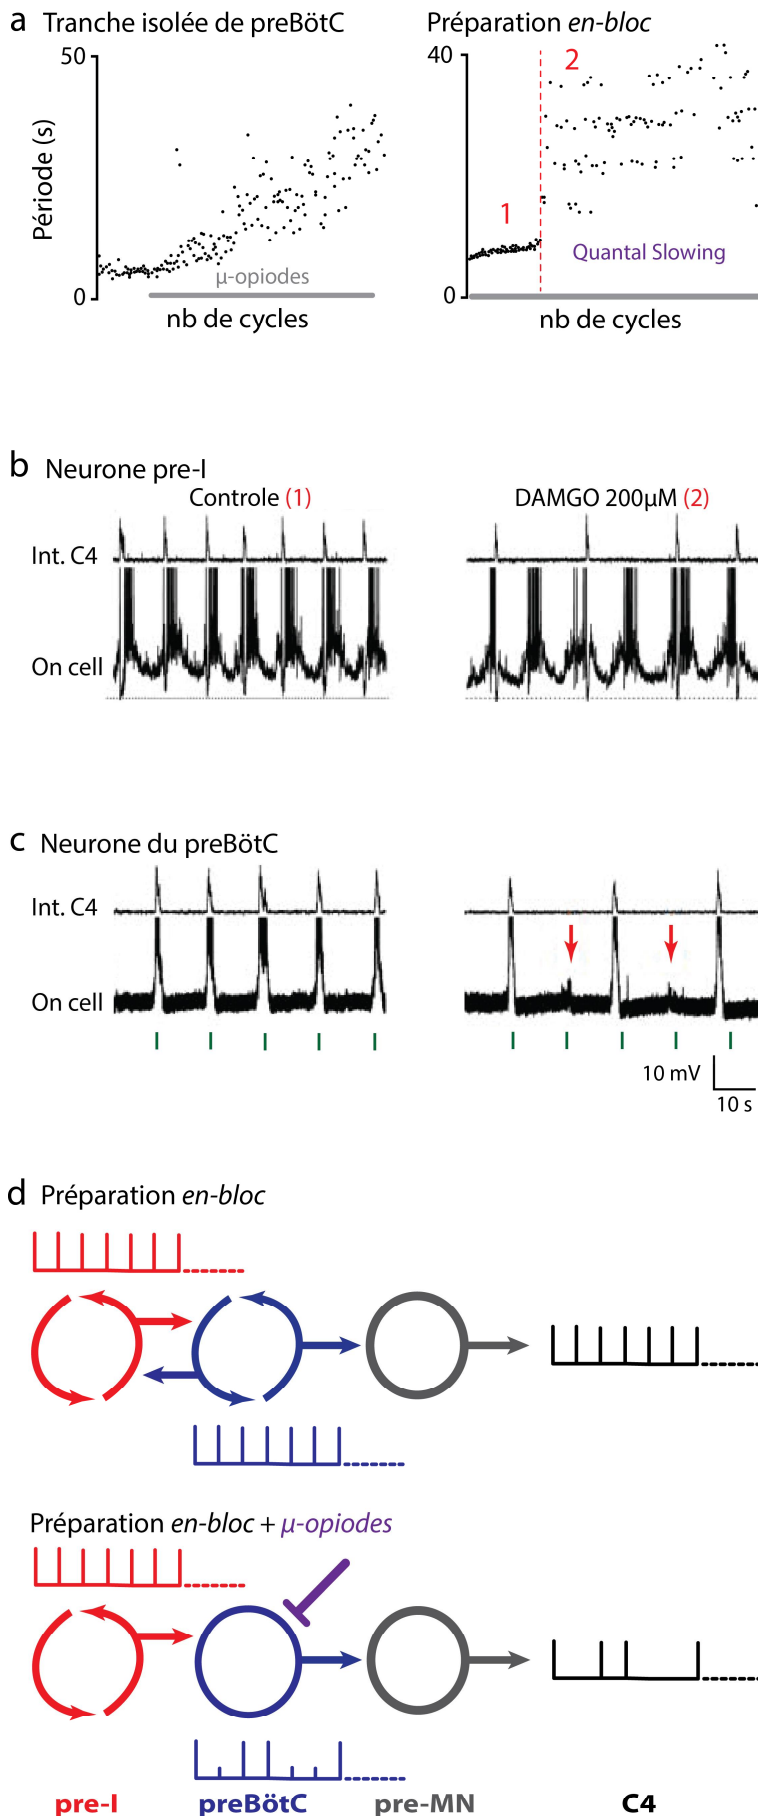 a Tranche isolée de preBötC
Préparation en-bloc
50
Période (s)
0
µ-opiodes
nb de cycles
40
2
1
Quantal Slowing
0
nb de cycles
b Neurone pre-I
Controle (1)
DAMGO 200µM (2)
Int. C4
On cell
c Neurone du preBötC
Int. C4
On cell
10 mV
10 s
d Préparation en-bloc
Préparation en-bloc + µ-opiodes
pre-I preBötC pre-MN C4